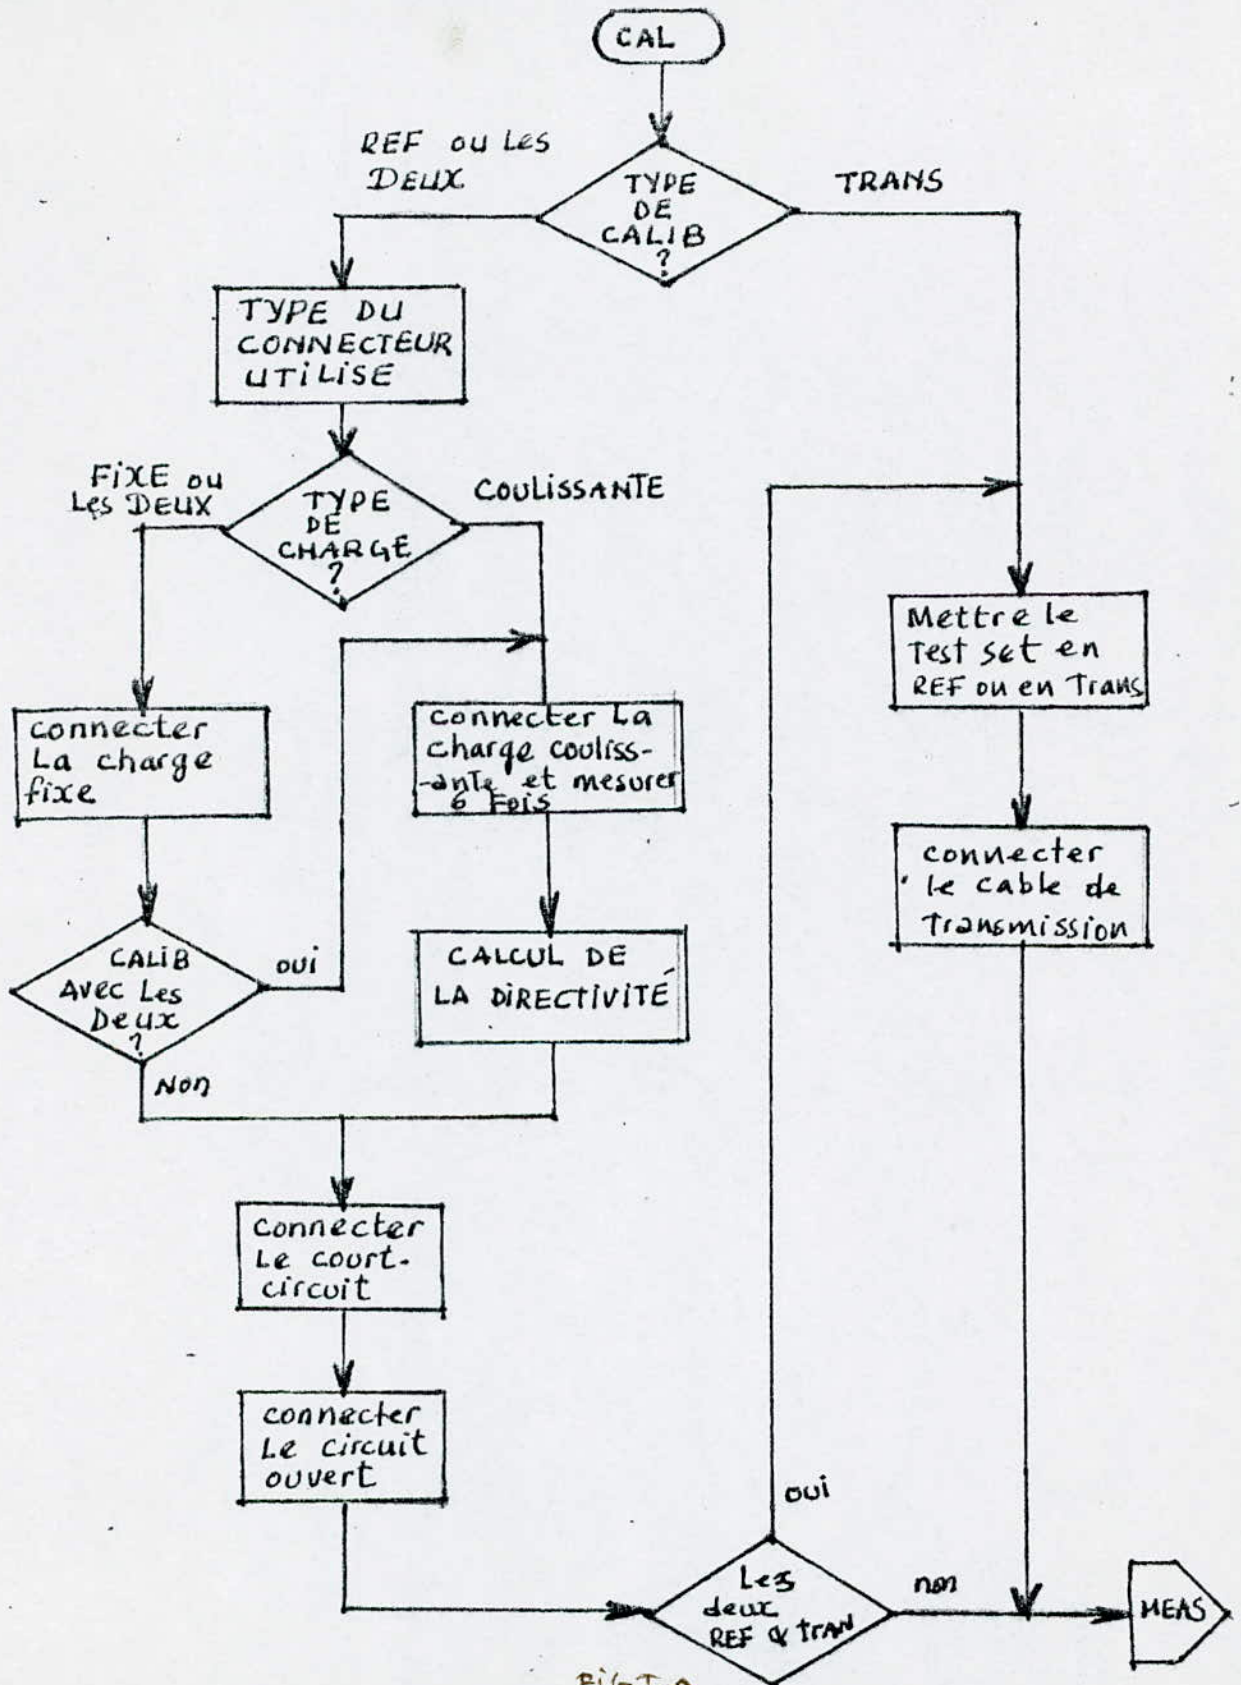 CAL
REF ou Les
DEUX
TYPE
DE
CALIB
?
TRANS
TYPE DU
CONNECTEUR
UTILISE
FIXE ou
Les DEUX
TYPE
DE
CHARGE
?
COULISSANTE
Mettre le
Test set en
REF ou en Trans
connecter
La charge
fixe
connecter La
charge couliss-
-ante et mesurer
6 Fois
connecter
le cable de
Transmission
CALIB
Avec Les
Deux
?
oui
CALCUL DE
LA DIRECTIVITÉ
Non
connecter
Le court-
circuit
connecter
Le circuit
ouvert
oui
Les
deux
REF & TRAN
non
MEAS